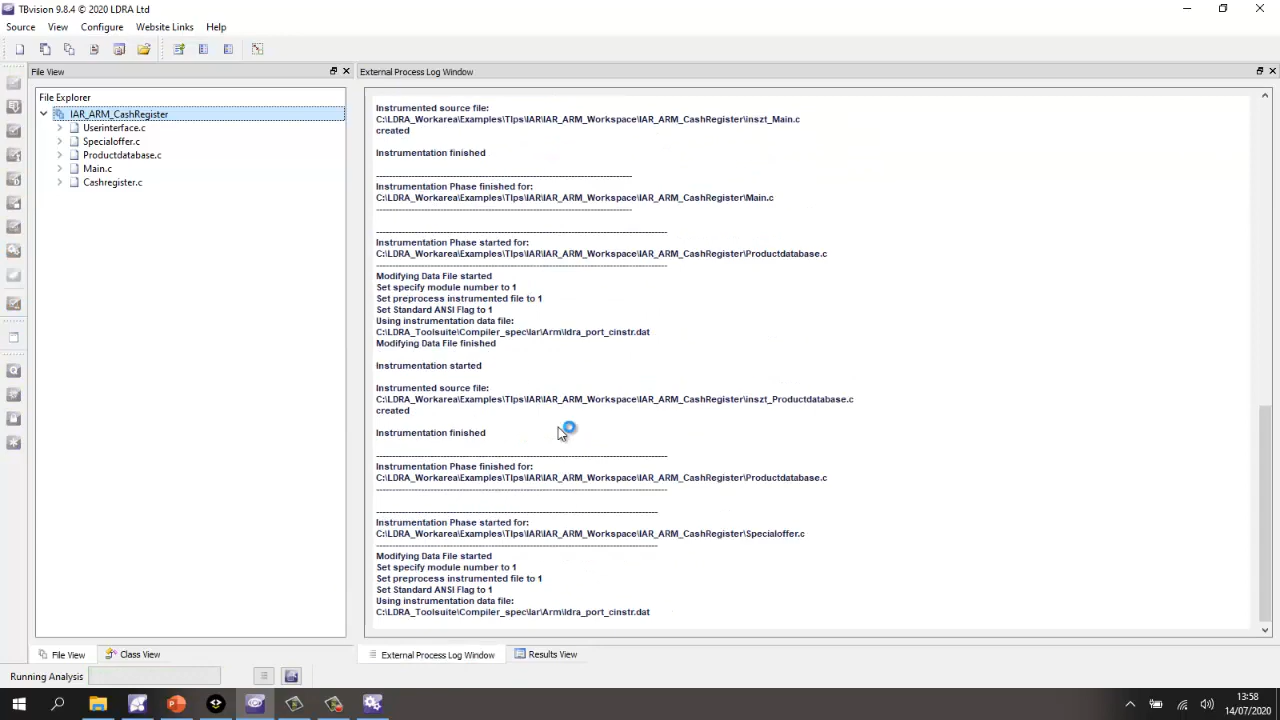 TBvision 9.8.4 © 2020 LDRA Ltd
Source View Configure Website Links Help
File View
External Process Log Window
File Explorer
IAR_ARM_CashRegister
Userinterface.c
Specialoffer.c
Productdatabase.c
Main.c
Cashregister.c
Instrumented source file:
C:\LDRA_Workarea\Examples\TIps\IAR\IAR_ARM_Workspace\IAR_ARM_CashRegister\inszt_Main.c
created
Instrumentation finished
Instrumentation Phase finished for:
C:\LDRA_Workarea\Examples\TIps\IAR\IAR_ARM_Workspace\IAR_ARM_CashRegister\Main.c
Instrumentation Phase started for:
C:\LDRA_Workarea\Examples\TIps\IAR\IAR_ARM_Workspace\IAR_ARM_CashRegister\Productdatabase.c
Modifying Data File started
Set specify module number to 1
Set preprocess instrumented file to 1
Set Standard ANSI Flag to 1
Using instrumentation data file:
C:\LDRA_Toolsuite\Compiler_spec\Iar\Arm\ldra_port_cinstr.dat
Modifying Data File finished
Instrumentation started
Instrumented source file:
C:\LDRA_Workarea\Examples\TIps\IAR\IAR_ARM_Workspace\IAR_ARM_CashRegister\inszt_Productdatabase.c
created
Instrumentation finished
Instrumentation Phase finished for:
C:\LDRA_Workarea\Examples\TIps\IAR\IAR_ARM_Workspace\IAR_ARM_CashRegister\Productdatabase.c
Instrumentation Phase started for:
C:\LDRA_Workarea\Examples\TIps\IAR\IAR_ARM_Workspace\IAR_ARM_CashRegister\Specialoffer.c
Modifying Data File started
Set specify module number to 1
Set preprocess instrumented file to 1
Set Standard ANSI Flag to 1
Using instrumentation data file:
C:\LDRA_Toolsuite\Compiler_spec\Iar\Arm\ldra_port_cinstr.dat
File View Class View
External Process Log Window Results View
Running Analysis
13:58
14/07/2020